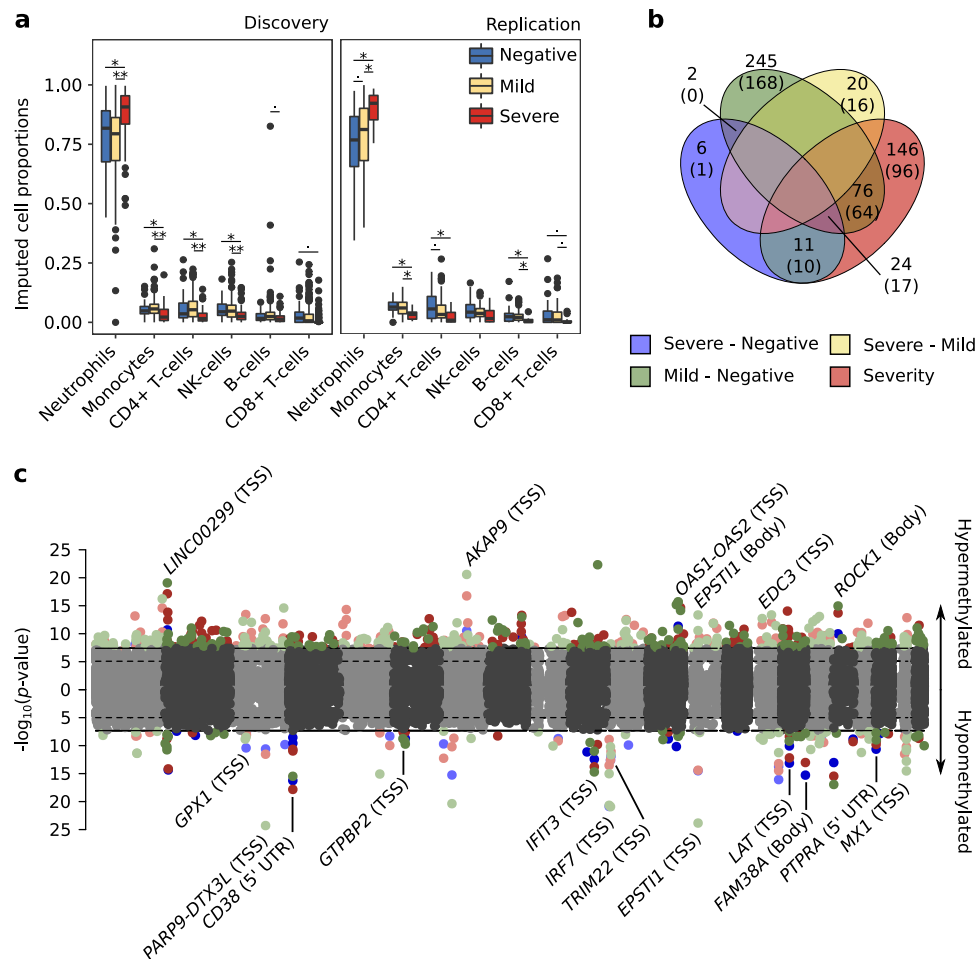 a
Discovery
Replication
Negative
Mild
Severe
Imputed cell proportions
1.00
0.75
0.50
0.25
0.00
* ** * ** * ** * ** . .
. * * * * . * * * . .
Neutrophils
Monocytes
CD4+ T-cells
NK-cells
B-cells
CD8+ T-cells
Neutrophils
Monocytes
CD4+ T-cells
NK-cells
B-cells
CD8+ T-cells
b
2
(0)
245
(168)
20
(16)
6
(1)
146
(96)
76
(64)
11
(10)
24
(17)
Severe - Negative
Severe - Mild
Mild - Negative
Severity
c
-log10(p-value)
25
20
15
10
5
0
5
10
15
20
25
LINC00299 (TSS)
AKAP9 (TSS)
OAS1-OAS2 (TSS)
EPSTI1 (Body)
EDC3 (TSS)
ROCK1 (Body)
Hypermethylated
Hypomethylated
GPX1 (TSS)
PARP9-DTX3L (TSS)
CD38 (5' UTR)
GTPBP2 (TSS)
IFIT3 (TSS)
IRF7 (TSS)
TRIM22 (TSS)
EPSTI1 (TSS)
LAT (TSS)
FAM38A (Body)
PTPRA (5' UTR)
MX1 (TSS)